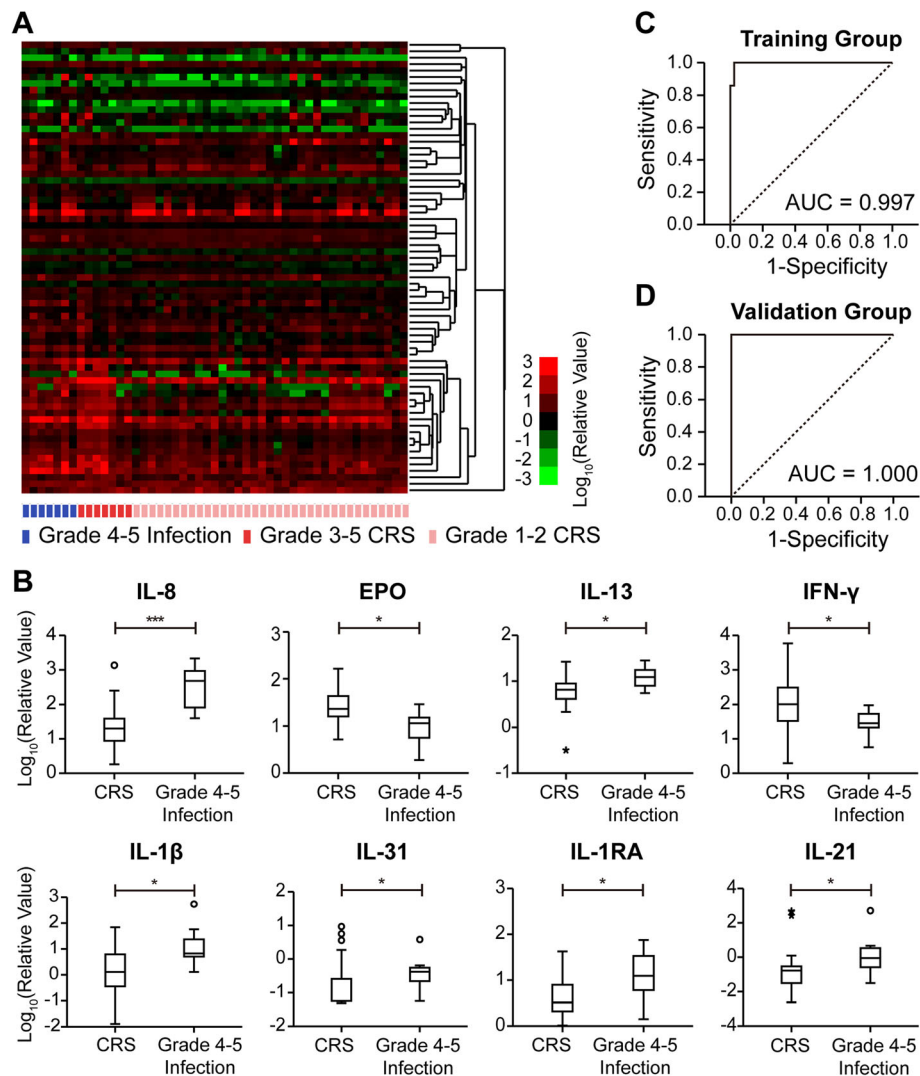 A
3
2
1
0
-1
-2
-3
Log10(Relative Value)
Grade 4-5 Infection Grade 3-5 CRS Grade 1-2 CRS
C
Training Group
Sensitivity
1.0
0.8
0.6
0.4
0.2
0.0
AUC = 0.997
0.0 0.2 0.4 0.6 0.8 1.0
1-Specificity
D
Validation Group
Sensitivity
1.0
0.8
0.6
0.4
0.2
0.0
AUC = 1.000
0.0 0.2 0.4 0.6 0.8 1.0
1-Specificity
B
IL-8
***
Log10(Relative Value)
4
3
2
1
0
CRS Grade 4-5
Infection
EPO
*
3
2
1
0
CRS Grade 4-5
Infection
IL-13
*
2
1
0
-1
CRS Grade 4-5
Infection
IFN-γ
*
4
3
2
1
0
CRS Grade 4-5
Infection
IL-1β
*
Log10(Relative Value)
3
2
1
0
-1
-2
CRS Grade 4-5
Infection
IL-31
*
2
1
0
-1
-2
CRS Grade 4-5
Infection
IL-1RA
*
3
2
1
0
CRS Grade 4-5
Infection
IL-21
*
4
2
0
-2
-4
CRS Grade 4-5
Infection